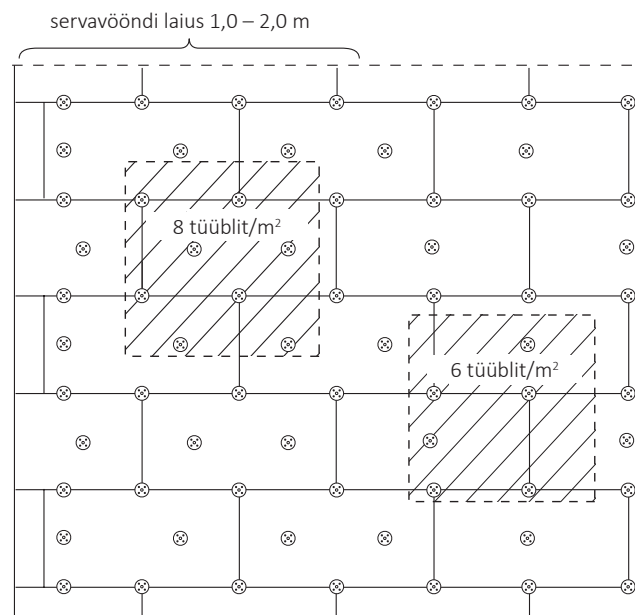 servavööndi laius 1,0 – 2,0 m
8 tüüblit/m²
6 tüüblit/m²